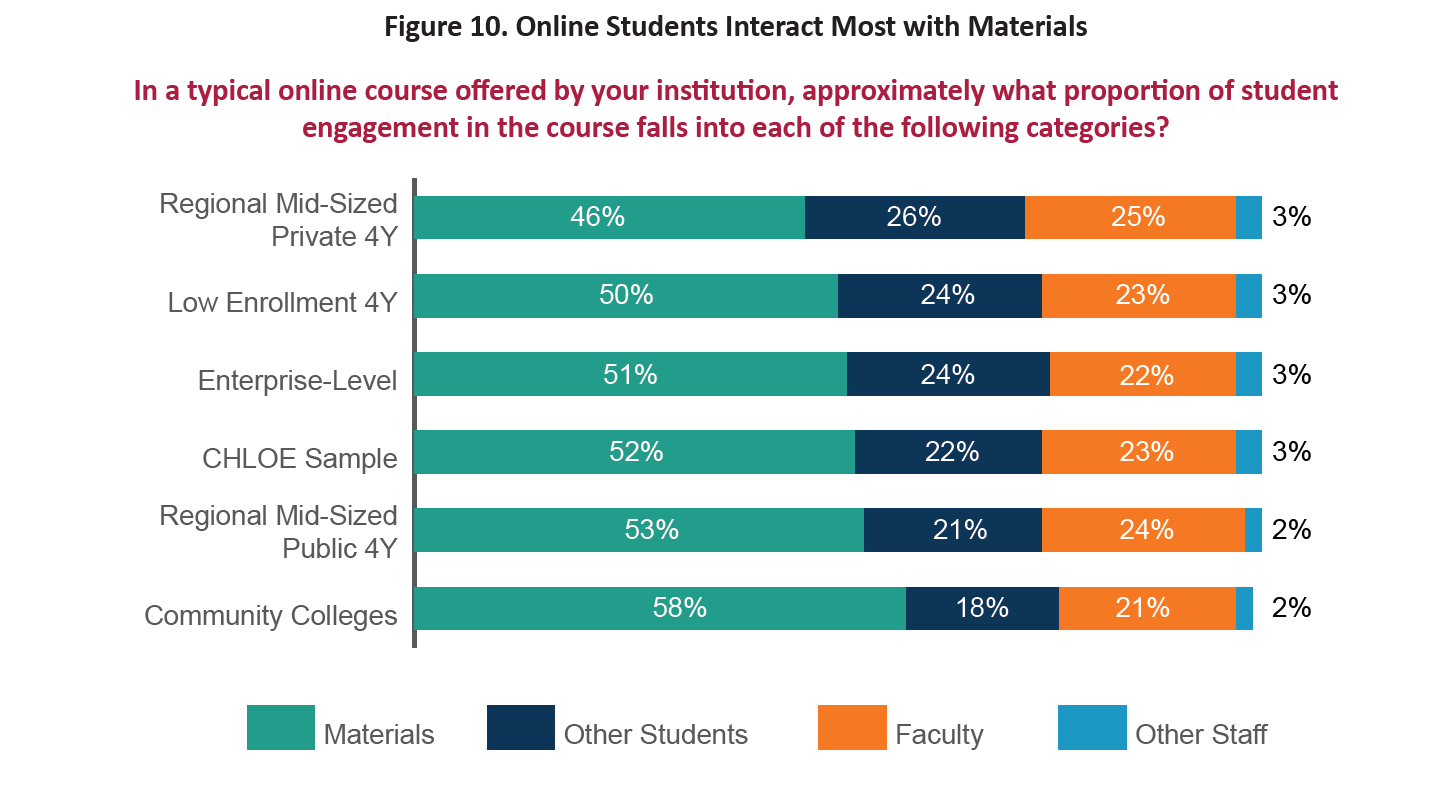 Figure 10. Online Students Interact Most with Materials
In a typical online course offered by your institution, approximately what proportion of student
engagement in the course falls into each of the following categories?
Regional Mid-Sized
Private 4Y
46% 26% 25% 3%
Low Enrollment 4Y 50% 24% 23% 3%
Enterprise-Level 51% 24% 22% 3%
CHLOE Sample 52% 22% 23% 3%
Regional Mid-Sized
Public 4Y
53% 21% 24% 2%
Community Colleges 58% 18% 21% 2%
Materials Other Students Faculty Other Staff